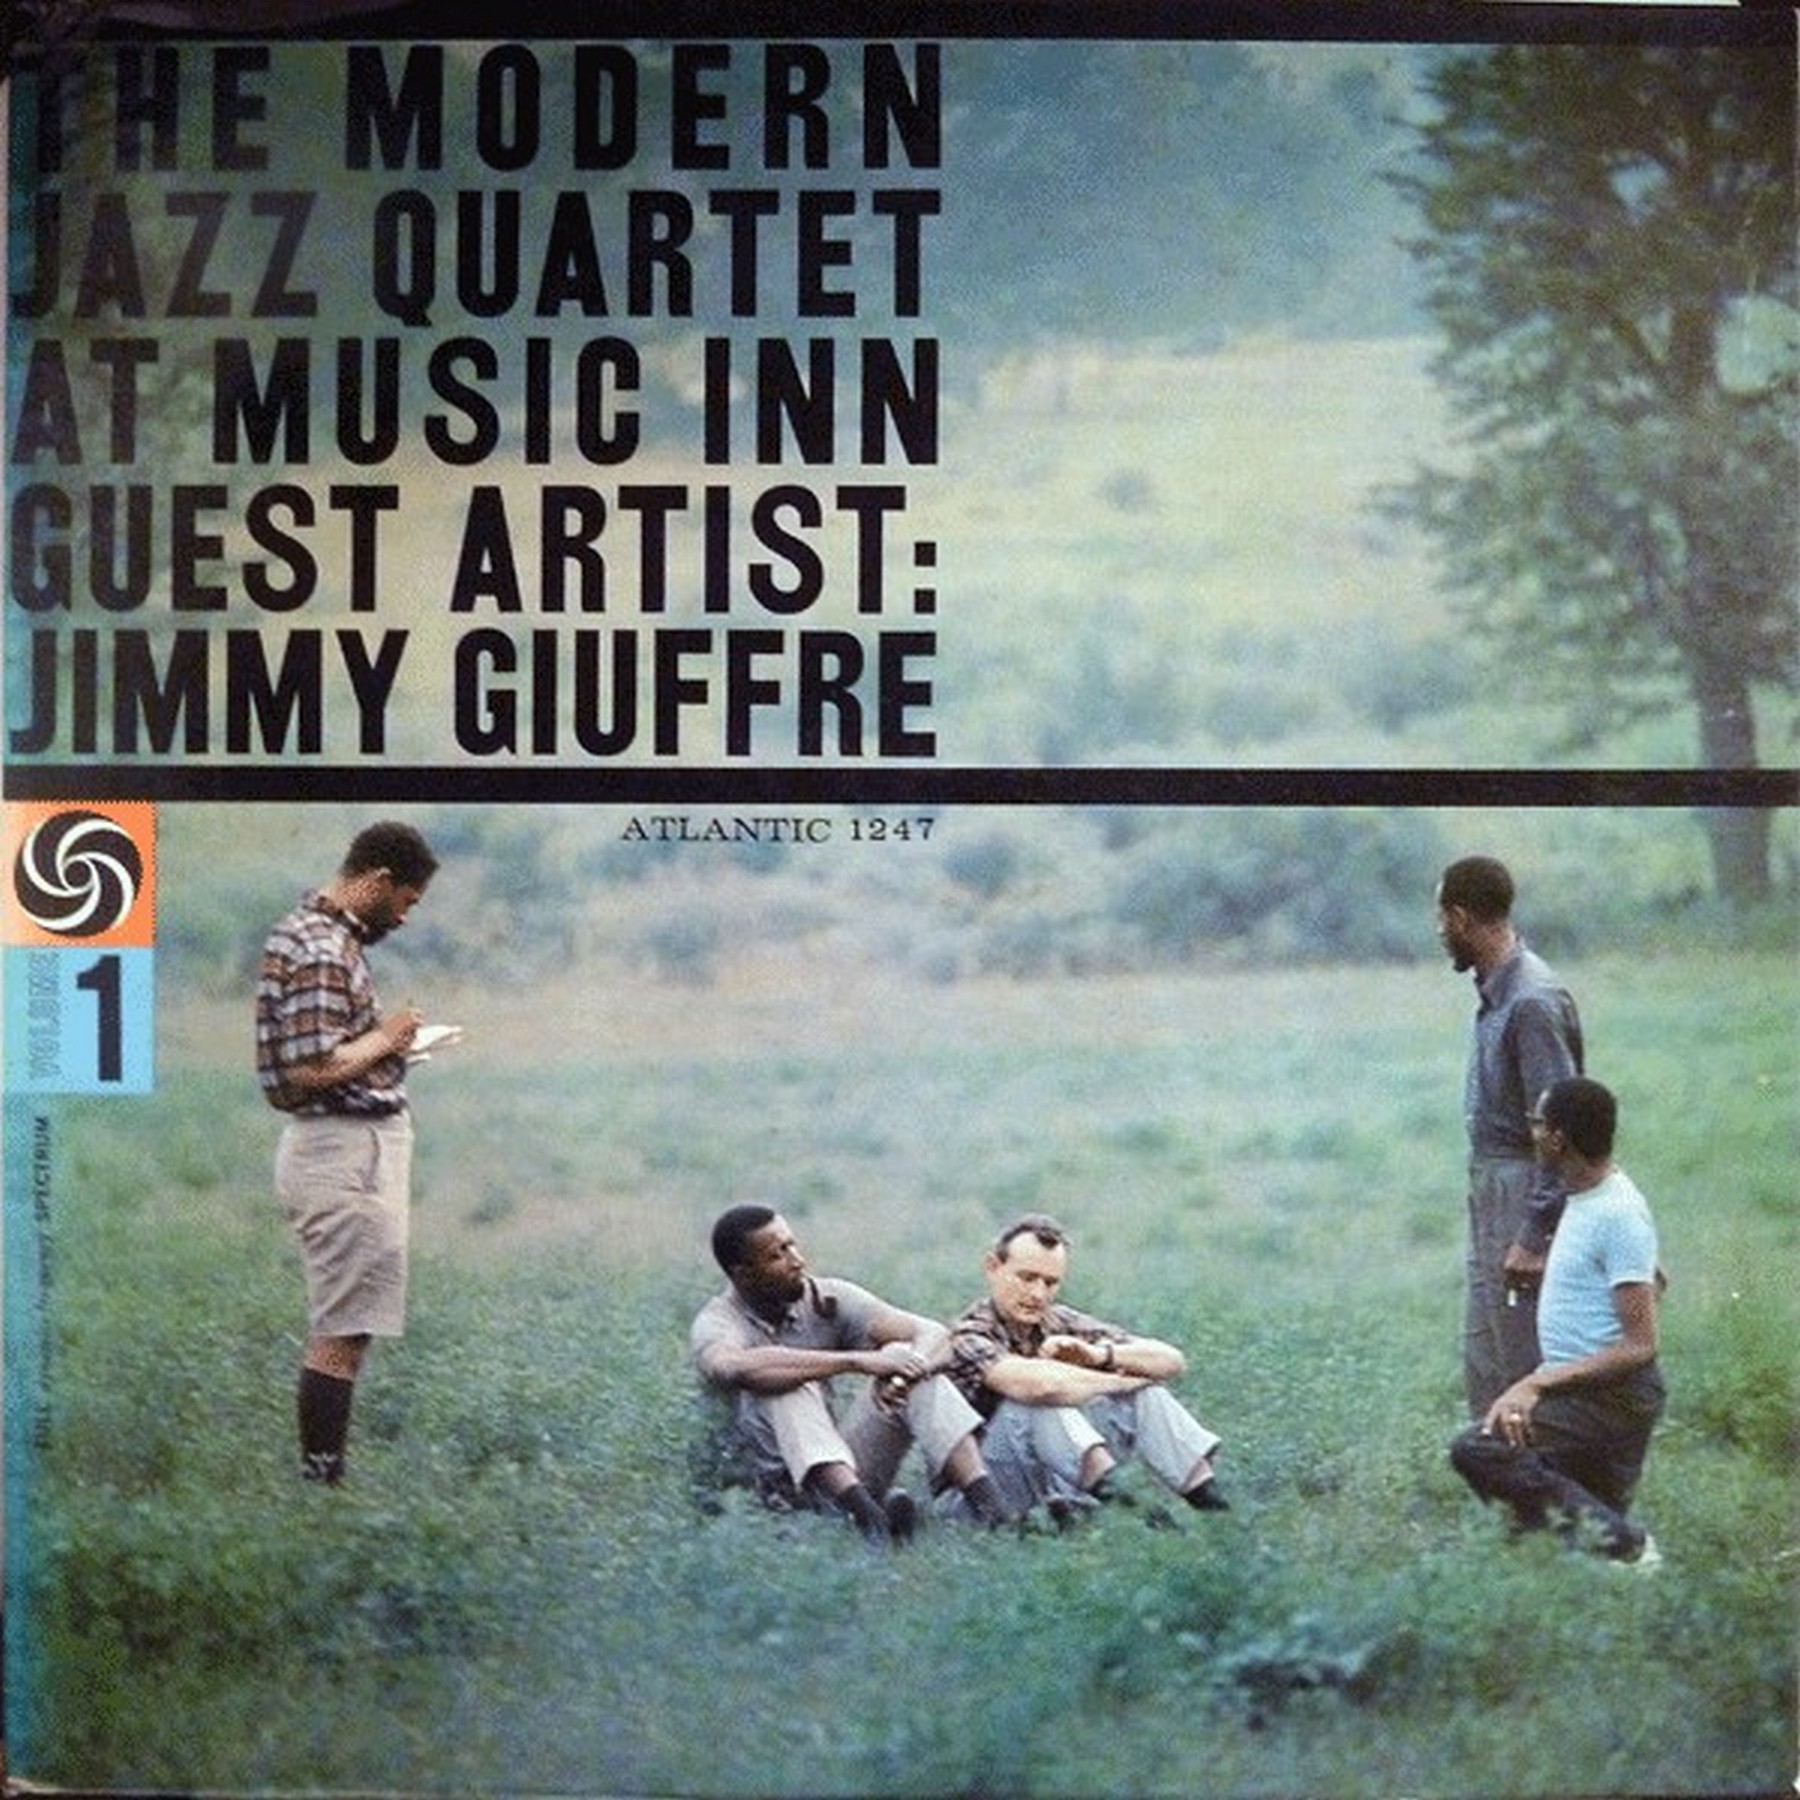 THE MODERN
JAZZ QUARTET
AT MUSIC INN
GUEST ARTIST:
JIMMY GIUFFRE
ATLANTIC 1247
VOLUME
1
SPECTRUM